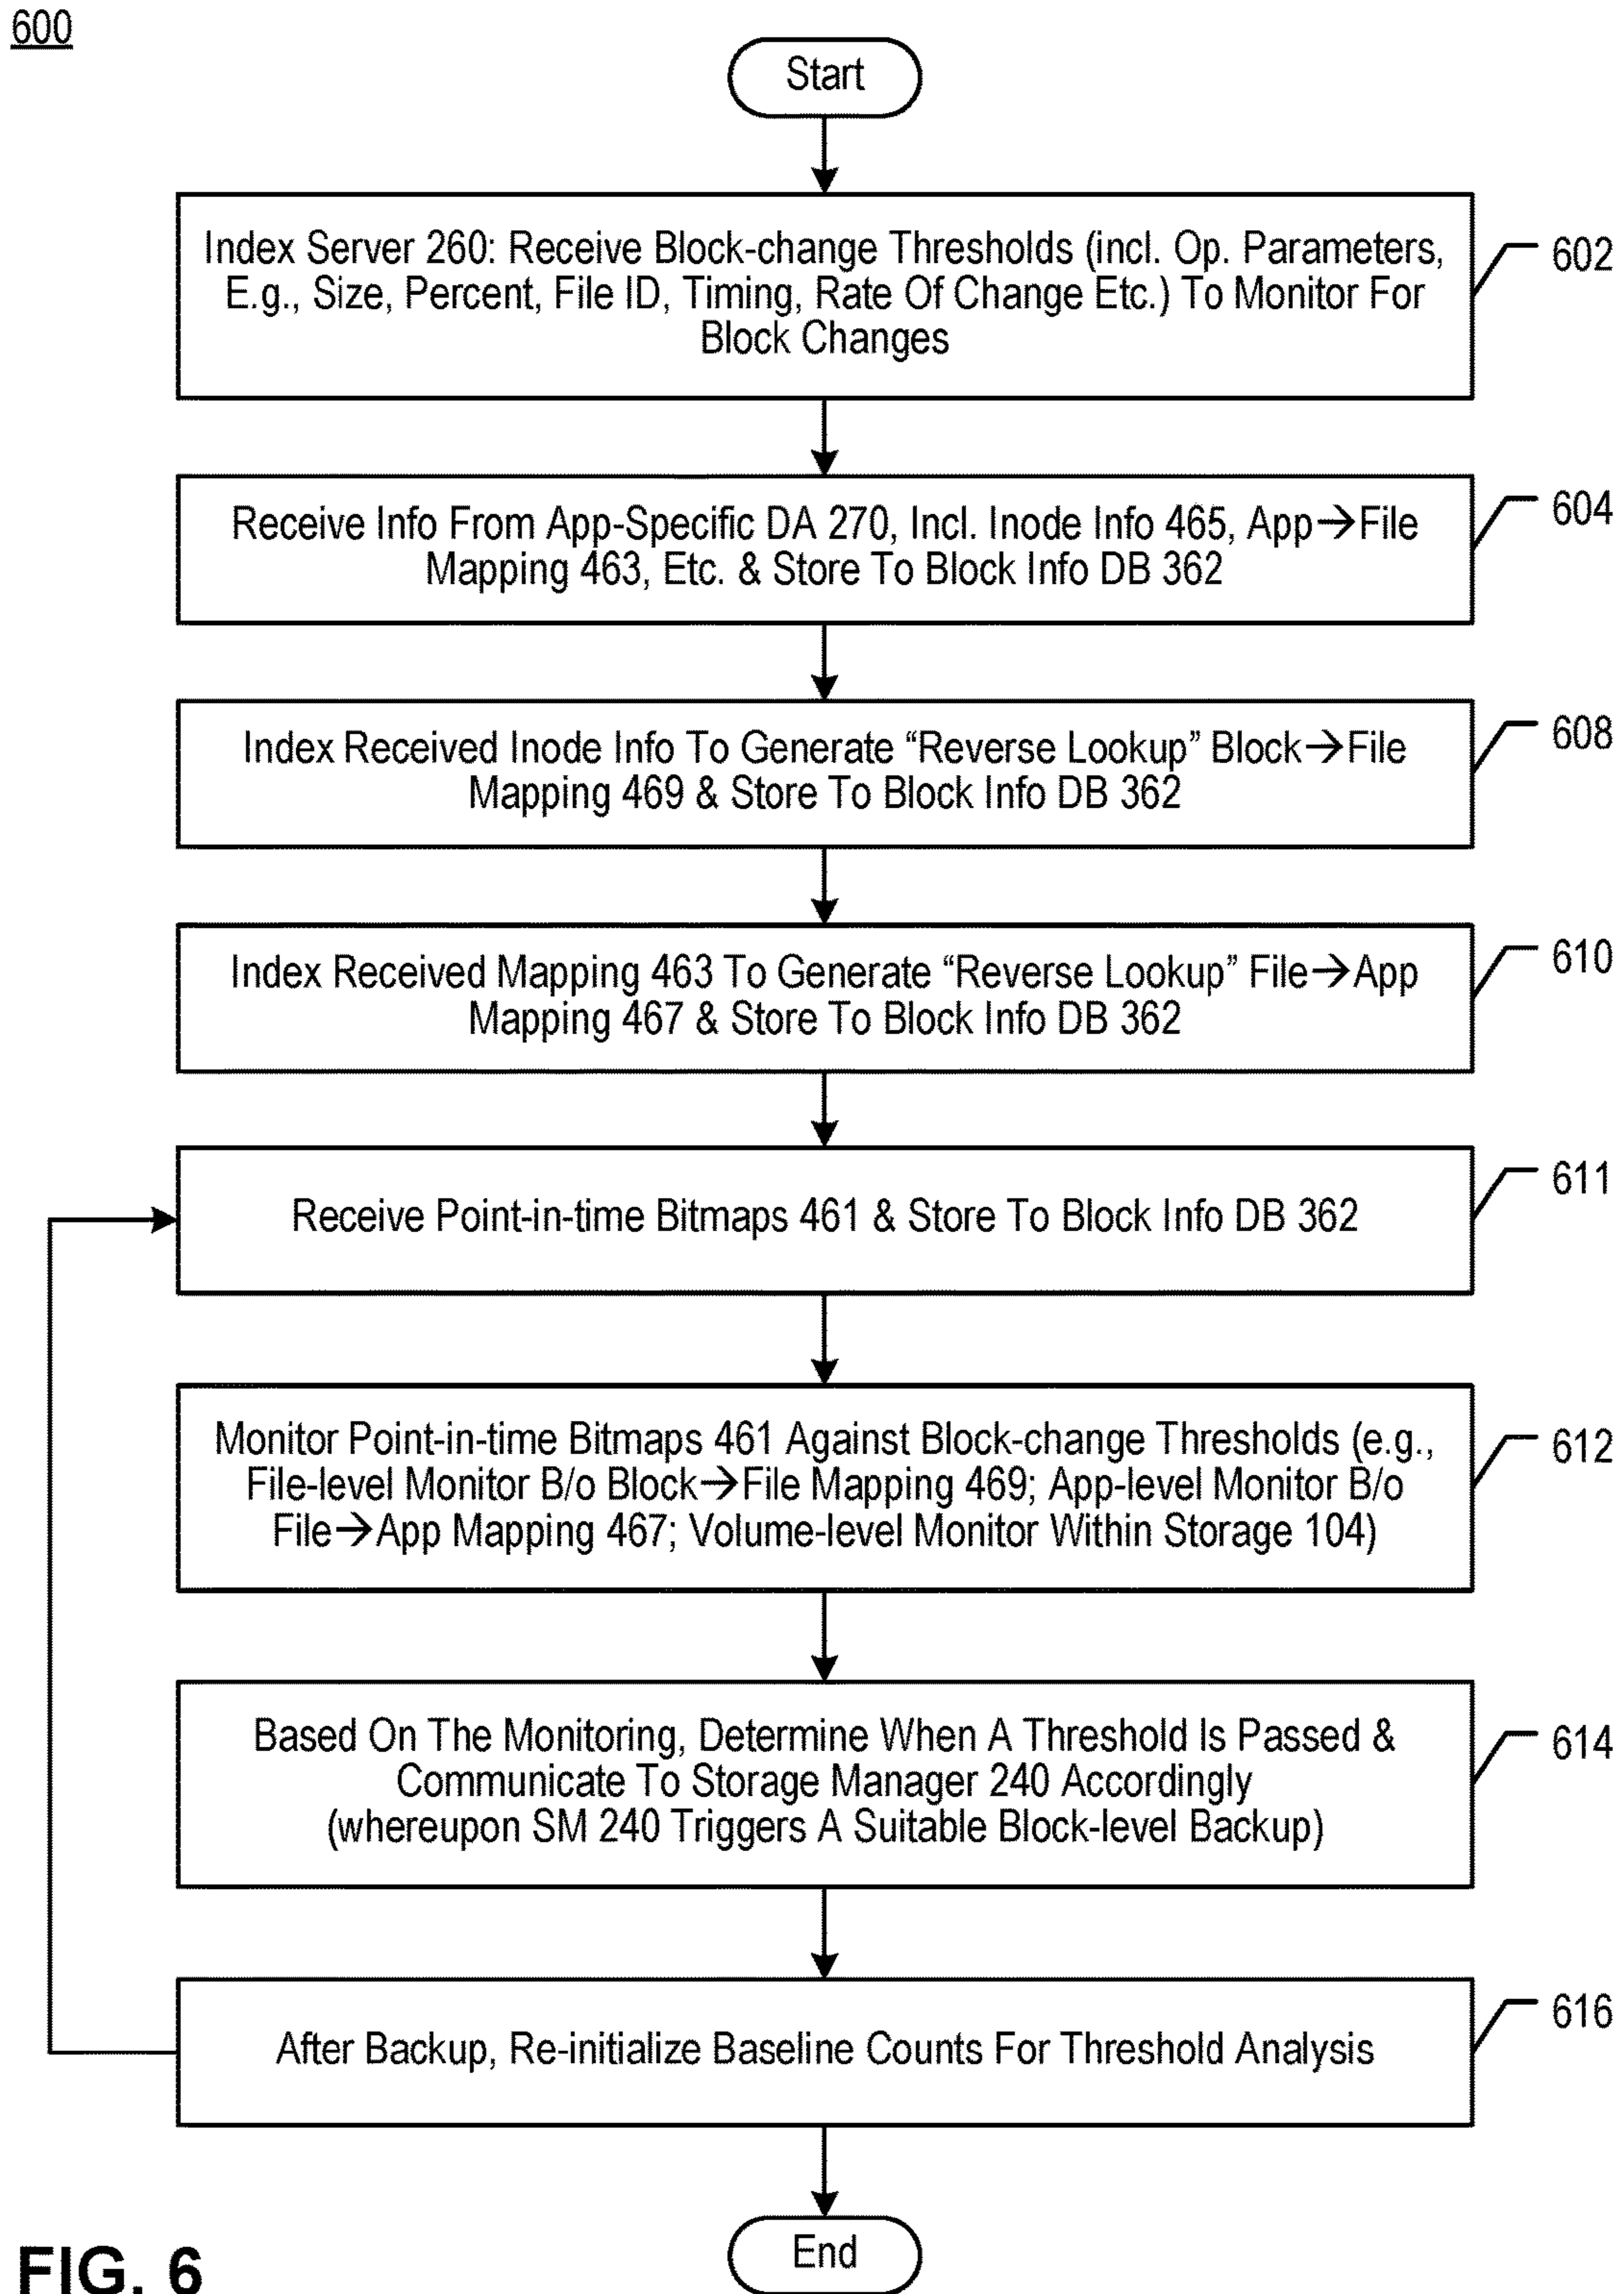 600
Start
Index Server 260: Receive Block-change Thresholds (incl. Op. Parameters,
E.g., Size, Percent, File ID, Timing, Rate Of Change Etc.) To Monitor For
Block Changes
602
Receive Info From App-Specific DA 270, Incl. Inode Info 465, App→File
Mapping 463, Etc. & Store To Block Info DB 362
604
Index Received Inode Info To Generate “Reverse Lookup” Block→File
Mapping 469 & Store To Block Info DB 362
608
Index Received Mapping 463 To Generate “Reverse Lookup” File→App
Mapping 467 & Store To Block Info DB 362
610
Receive Point-in-time Bitmaps 461 & Store To Block Info DB 362
611
Monitor Point-in-time Bitmaps 461 Against Block-change Thresholds (e.g.,
File-level Monitor B/o Block→File Mapping 469; App-level Monitor B/o
File→App Mapping 467; Volume-level Monitor Within Storage 104)
612
Based On The Monitoring, Determine When A Threshold Is Passed &
Communicate To Storage Manager 240 Accordingly
(whereupon SM 240 Triggers A Suitable Block-level Backup)
614
After Backup, Re-initialize Baseline Counts For Threshold Analysis
616
End
FIG. 6